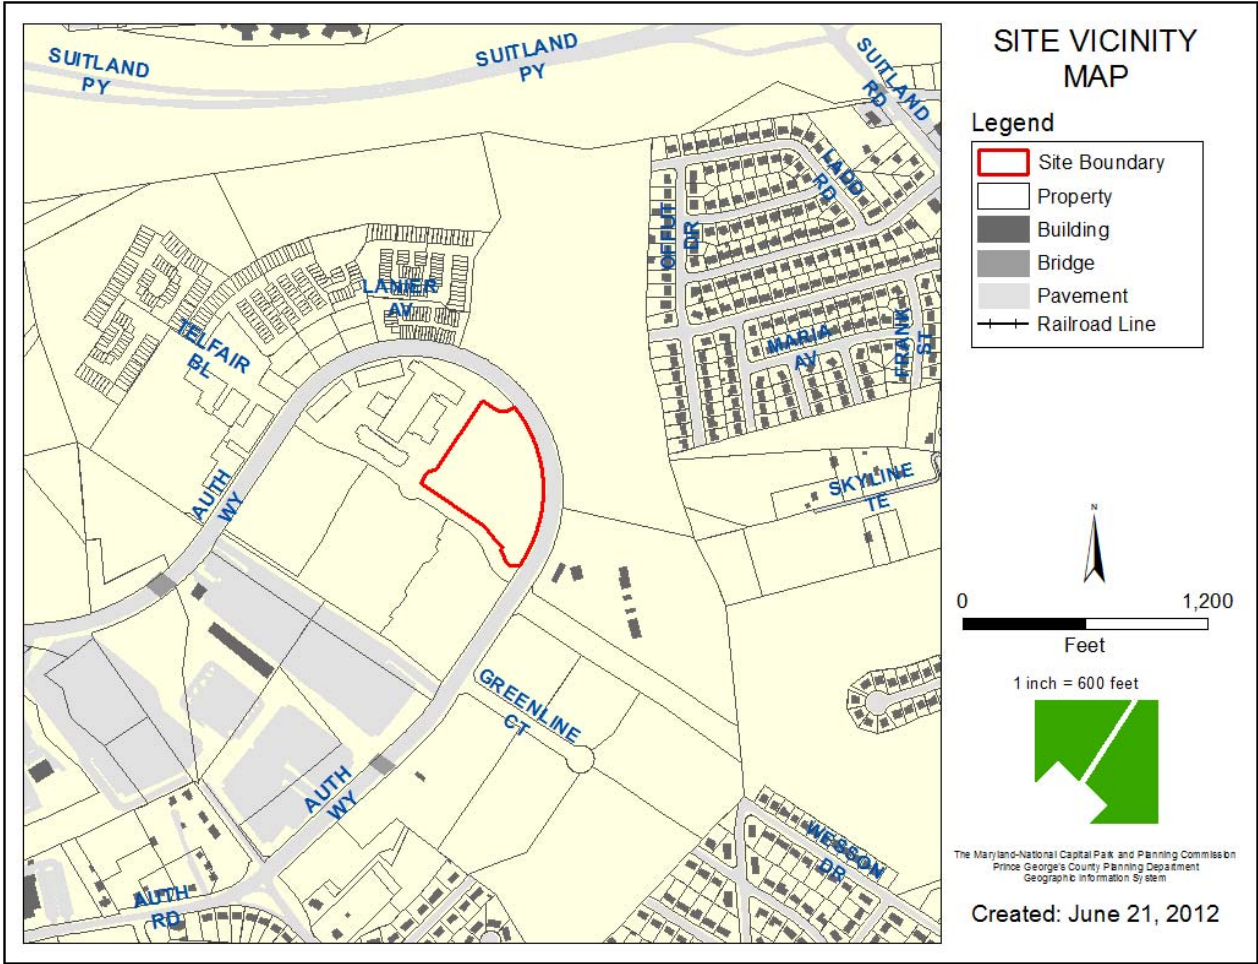 SUITLAND
PY
SUITLAND
PY
SUITLAND
RD
LADD
RD
OFFUT
DR
LANIER
AV
TELFAIR
BL
MARIA
AV
FRANK
ST
AUTH
WY
SKYLINE
TE
GREENLINE
CT
AUTH
WY
WESSON
DR
AUTH
RD
SITE VICINITY
MAP
Legend
Site Boundary
Property
Building
Bridge
Pavement
Railroad Line
N
0 1,200
Feet
1 inch = 600 feet
The Maryland-National Capital Park and Planning Commission
Prince George's County Planning Department
Geographic Information System
Created: June 21, 2012